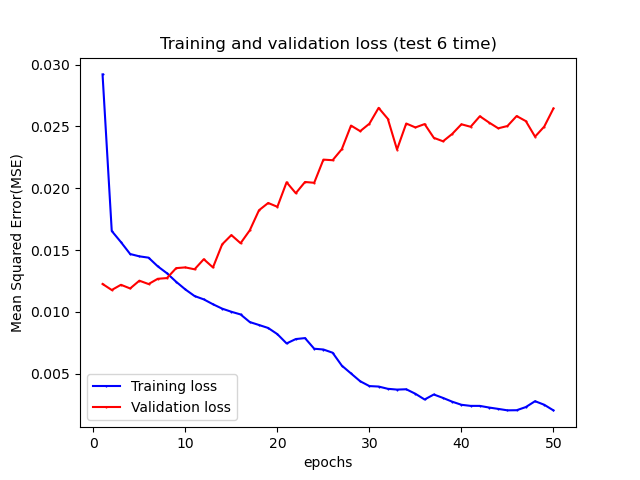 Training and validation loss (test 6 time)
Mean Squared Error(MSE)
0.030
0.025
0.020
0.015
0.010
0.005
Training loss
Validation loss
0 10 20 30 40 50
epochs